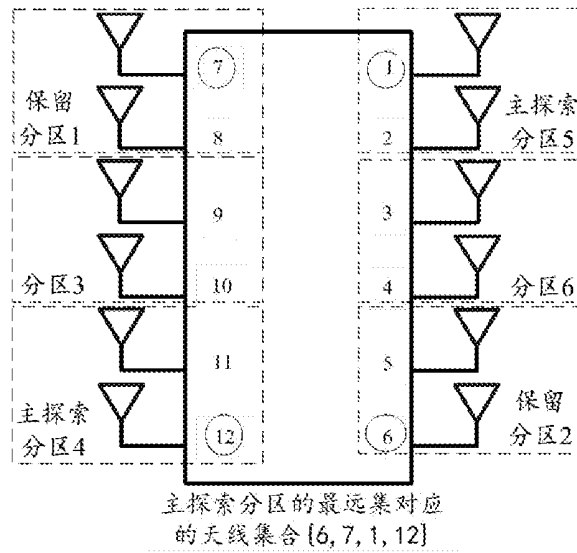 7
1
保留
分区1
8
2
主探索
分区5
9
3
分区3
10
4
分区6
11
5
主探索
分区4
12
6
保留
分区2
主探索分区的最远集对应
的天线集合{6,7,1,12}